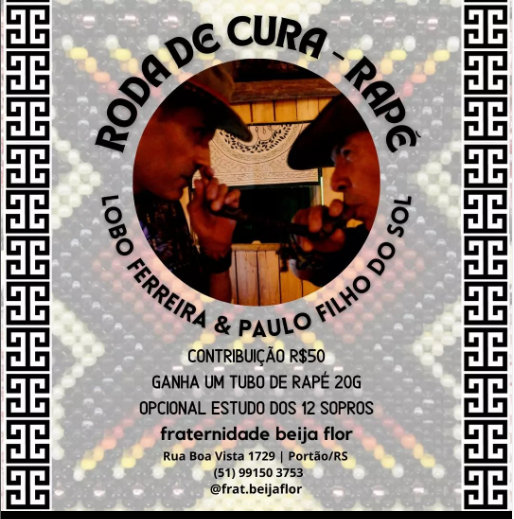 RODA DE CURA - RAPÉ
LOBO FERREIRA & PAULO FILHO DO SOL
CONTRIBUIÇÃO R$50
GANHA UM TUBO DE RAPÉ 20G
OPCIONAL ESTUDO DOS 12 SOPROS
fraternidade beija flor
Rua Boa Vista 1729 | Portão/RS
(51) 99150 3753
@frat.beijaflor